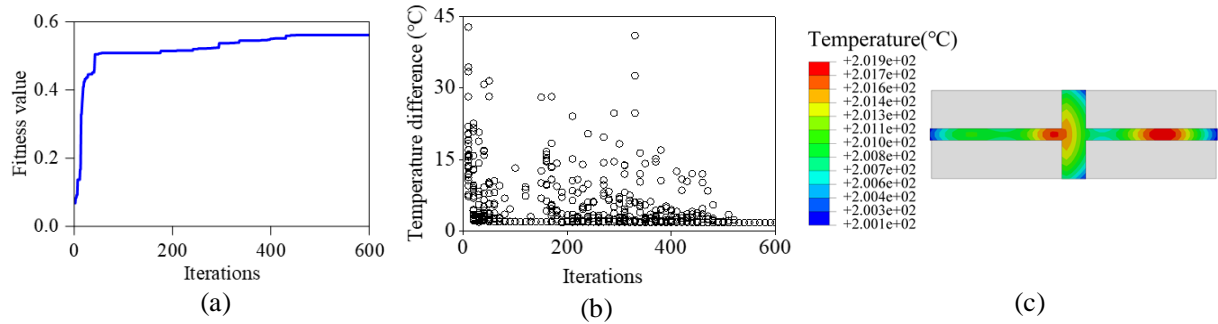 0.6
0.4
0.2
0.0
0
200
400
600
Fitness value
Iterations
(a)
45
30
15
0
0
200
400
600
Temperature difference (°C)
Iterations
(b)
Temperature(°C)
+2.019e+02
+2.017e+02
+2.016e+02
+2.014e+02
+2.013e+02
+2.011e+02
+2.010e+02
+2.008e+02
+2.007e+02
+2.006e+02
+2.004e+02
+2.003e+02
+2.001e+02
(c)